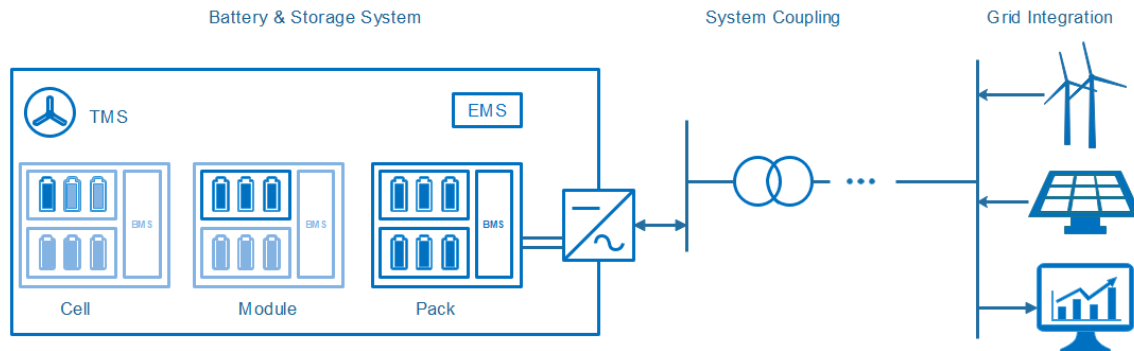 Battery & Storage System
System Coupling
Grid Integration
TMS
EMS
BMS
BMS
BMS
Cell
Module
Pack